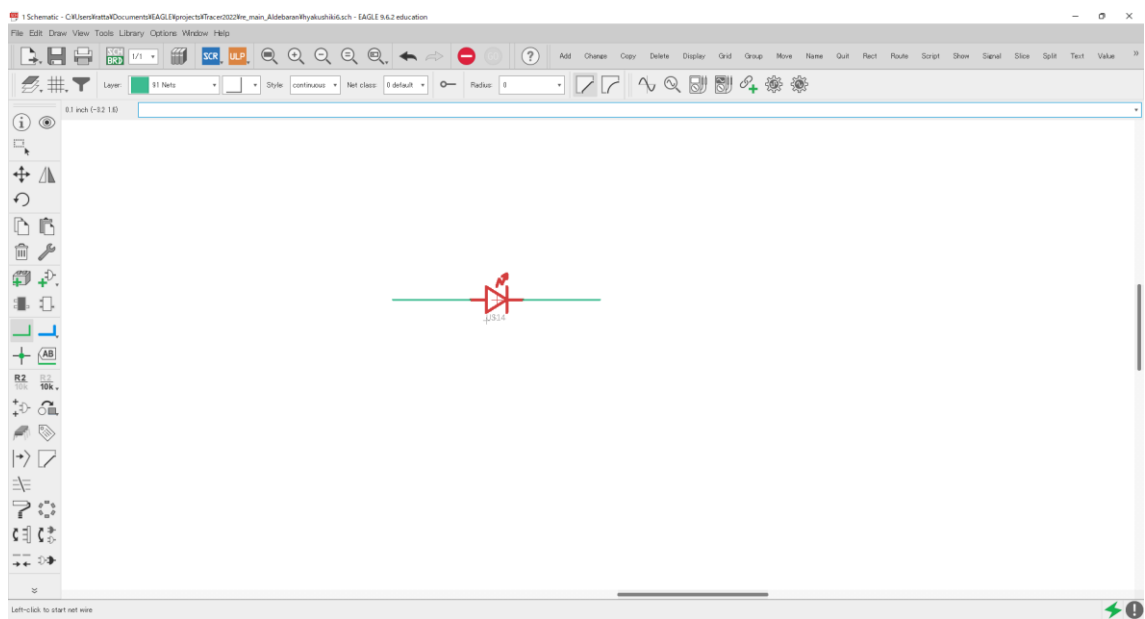 1 Schematic - C:¥Users¥ratta¥Documents¥EAGLE¥projects¥Tracer2022¥re_main_Aldebaran¥hyakushiki6.sch - EAGLE 9.6.2 education
File Edit Draw View Tools Library Options Window Help
SCH BRD 1/1 SCR ULP ? Add Change Copy Delete Display Grid Group Move Name Quit Rect Route Script Show Signal Slice Split Text Value »
Layer: 91 Nets Style: continuous Net class: 0 default Radius: 0
0.1 inch (-3.2 1.6)
i
U$14
AB
R2 R2
10k 10k
Left-click to start net wire